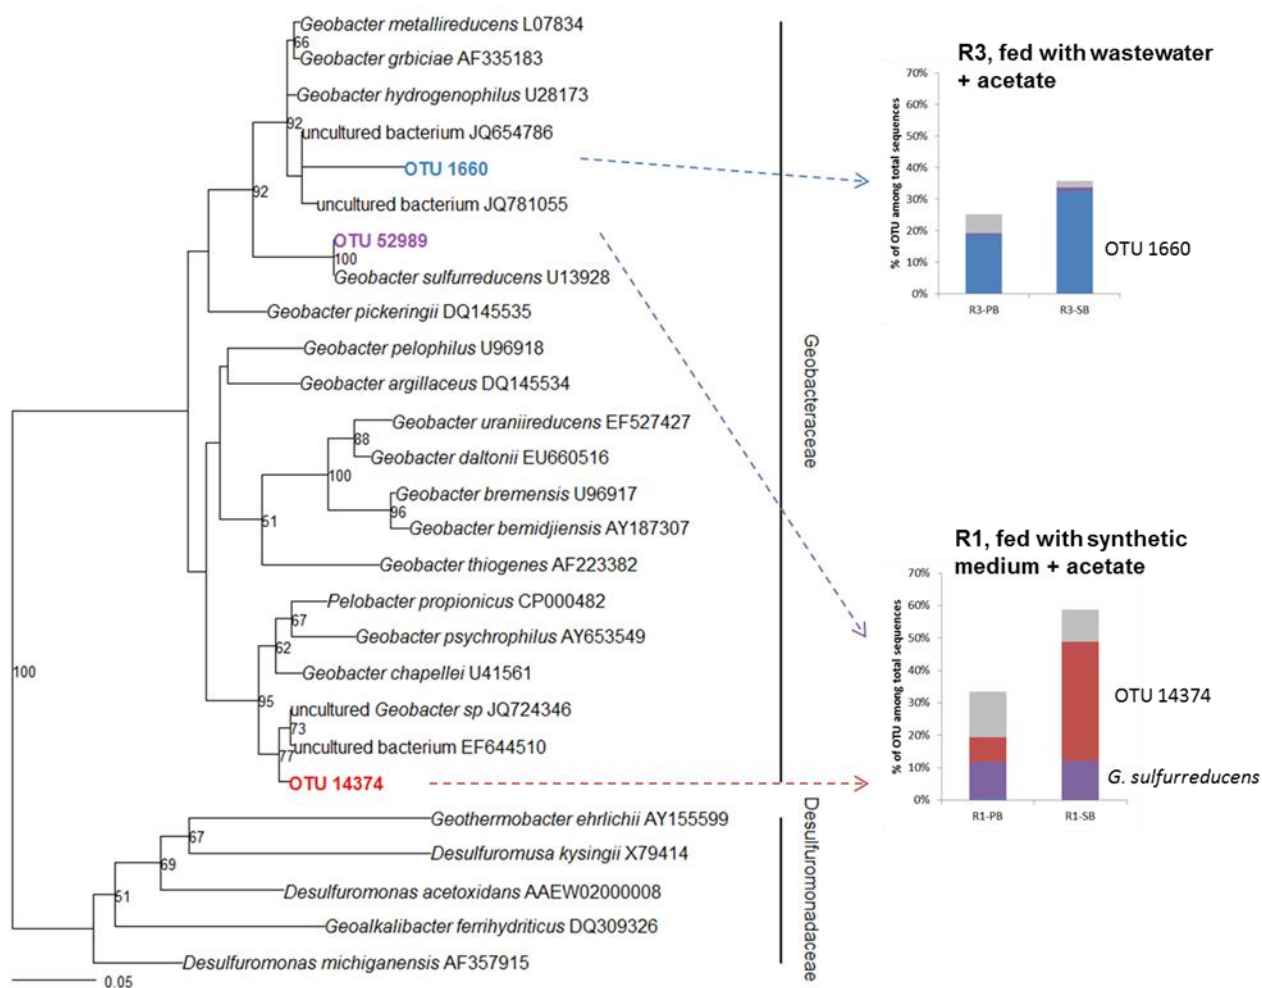 Geobacter metallireducens L07834
66
Geobacter grbiciae AF335183
Geobacter hydrogenophilus U28173
92
uncultured bacterium JQ654786
OTU 1660
92
uncultured bacterium JQ781055
OTU 52989
100
Geobacter sulfurreducens U13928
Geobacter pickeringii DQ145535
Geobacter pelophilus U96918
Geobacter argillaceus DQ145534
Geobacter uraniireducens EF527427
88
Geobacter daltonii EU660516
100
Geobacter bremensis U96917
96
51
Geobacter bemidjiensis AY187307
Geobacter thiogenes AF223382
Pelobacter propionicus CP000482
67
Geobacter psychrophilus AY653549
62
Geobacter chapellei U41561
100
95
uncultured Geobacter sp JQ724346
73
uncultured bacterium EF644510
77
OTU 14374
Geothermobacter ehrlichii AY155599
67
Desulfuromusa kysingii X79414
69
Desulfuromonas acetoxidans AAEW02000008
51
Geoalkalibacter ferrihydriticus DQ309326
Desulfuromonas michiganensis AF357915
0.05
Geobacteraceae
Desulfuromonadaceae
R3, fed with wastewater
+ acetate
% of OTU among total sequences
70%
60%
50%
40%
30%
20%
10%
0%
R3-PB
R3-SB
OTU 1660
R1, fed with synthetic
medium + acetate
% of OTU among total sequences
70%
60%
50%
40%
30%
20%
10%
0%
R1-PB
R1-SB
OTU 14374
G. sulfurreducens